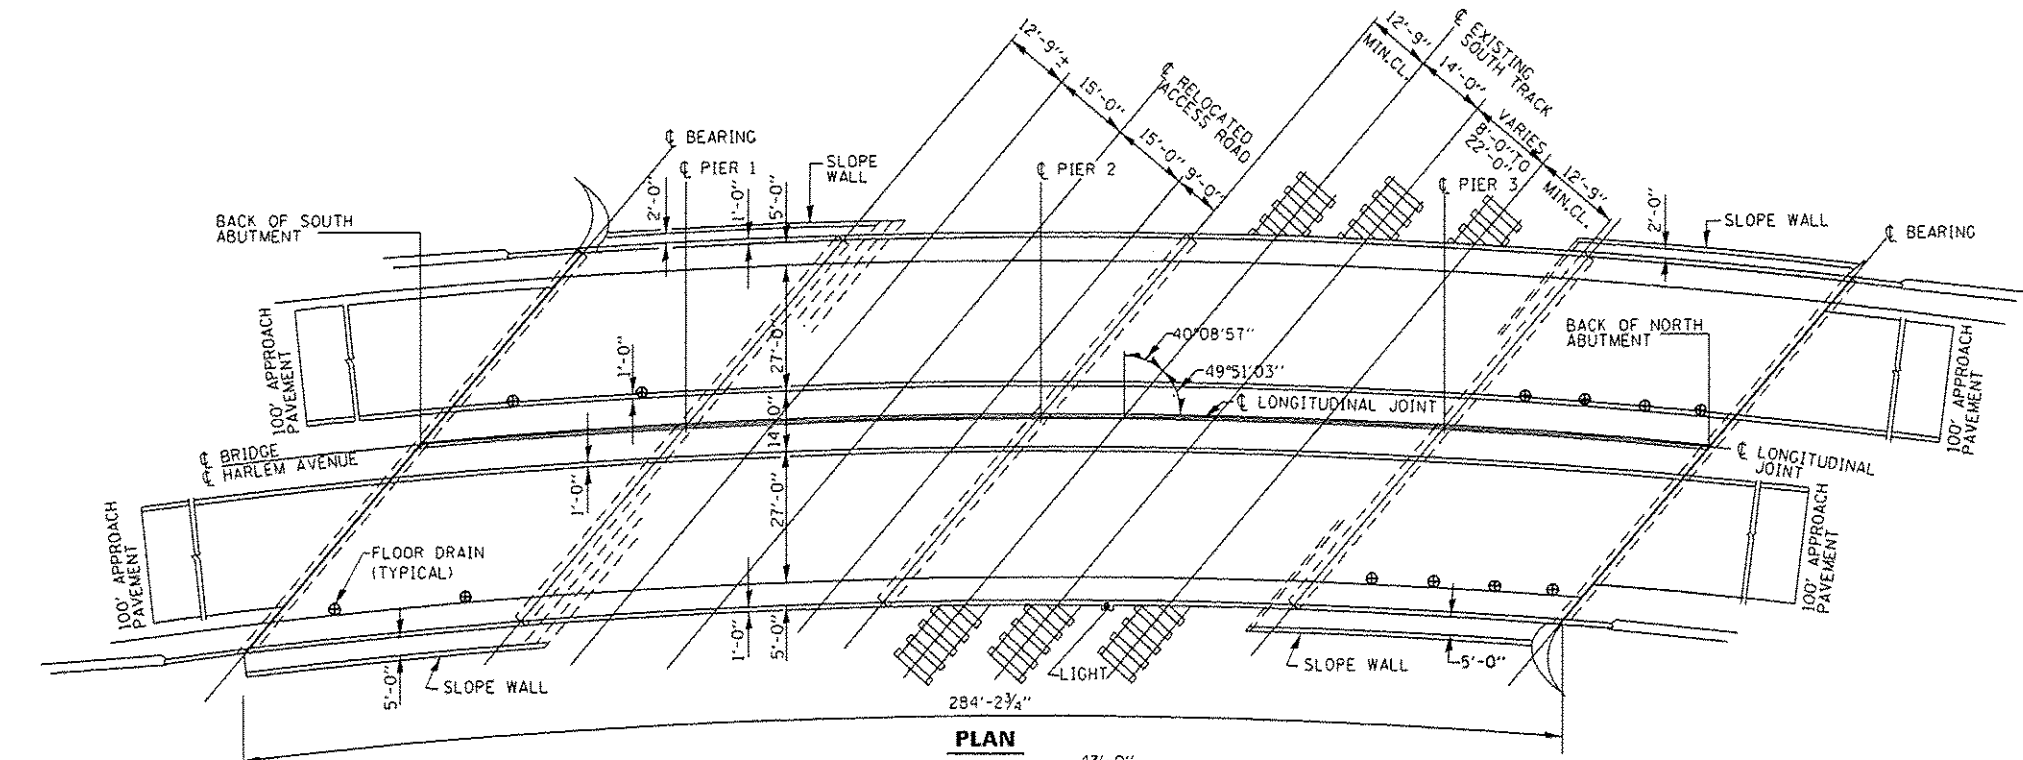 12'-9"±
15'-0"
15'-0"
9'-0"
℄ RELOCATED
ACCESS ROAD
12'-9"
MIN.CL.
℄ EXISTING
SOUTH TRACK
14'-0"
VARIES
8'-0" TO
22'-0"
12'-9"
MIN.CL.
℄ BEARING
℄ PIER 1
SLOPE
WALL
℄ PIER 2
℄ PIER 3
SLOPE WALL
℄ BEARING
BACK OF SOUTH
ABUTMENT
2'-0"
1'-0"
5'-0"
2'-0"
100' APPROACH
PAVEMENT
1'-0"
27'-0"
40°08'57"
49°51'03"
BACK OF NORTH
ABUTMENT
100' APPROACH
PAVEMENT
℄ BRIDGE
℄ HARLEM AVENUE
14'-0"
℄ LONGITUDINAL JOINT
℄ LONGITUDINAL
JOINT
1'-0"
27'-0"
100' APPROACH
PAVEMENT
FLOOR DRAIN
(TYPICAL)
100' APPROACH
PAVEMENT
5'-0"
SLOPE WALL
1'-0"
5'-0"
LIGHT
SLOPE WALL
5'-0"
284'-2¾"
PLAN